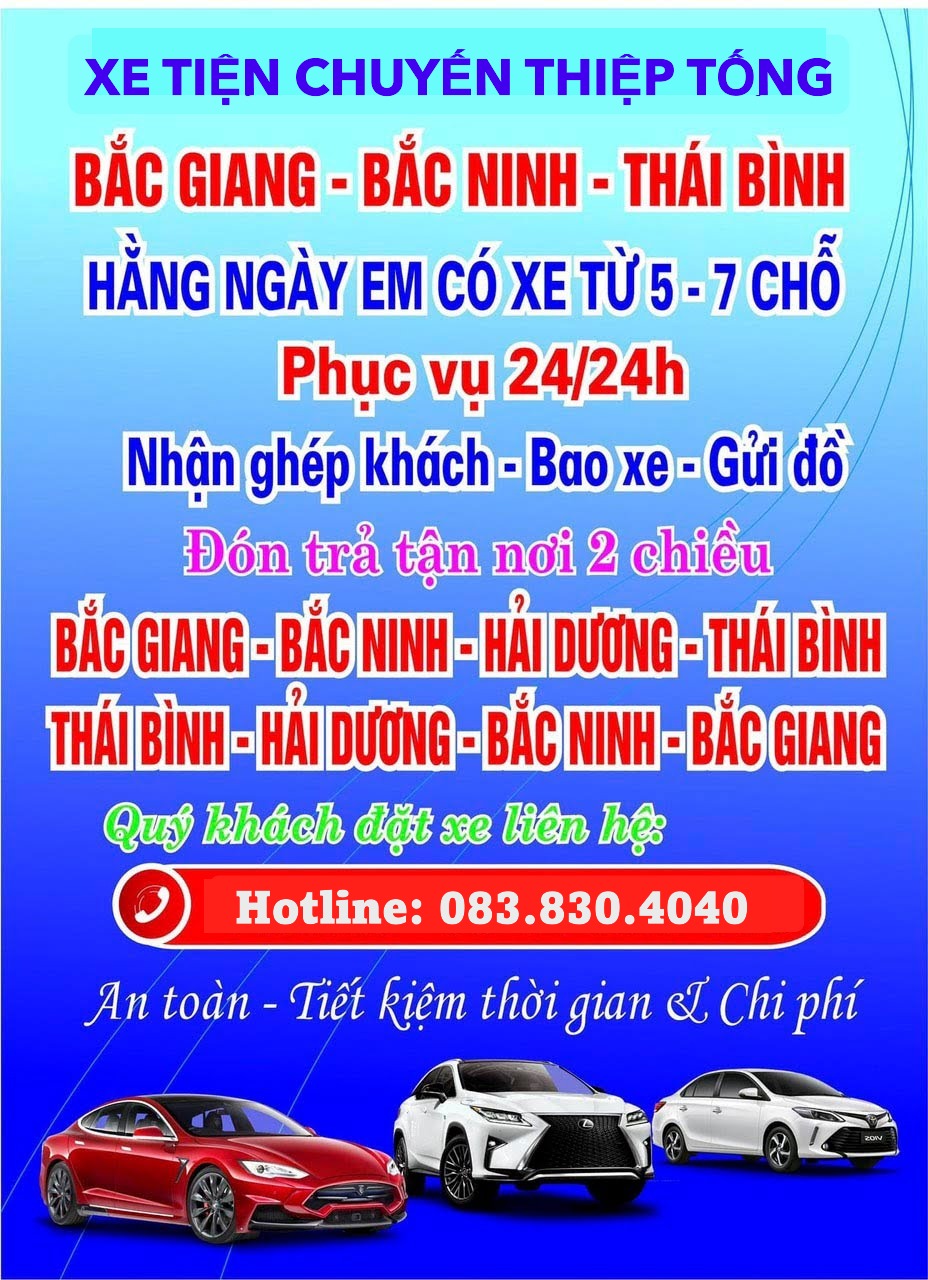 XE TIỆN CHUYẾN THIỆP TỐNG
BẮC GIANG - BẮC NINH - THÁI BÌNH
HẰNG NGÀY EM CÓ XE TỪ 5 - 7 CHỖ
Phục vụ 24/24h
Nhận ghép khách - Bao xe - Gửi đồ
Đón trả tận nơi 2 chiều
BẮC GIANG - BẮC NINH - HẢI DƯƠNG - THÁI BÌNH
THÁI BÌNH - HẢI DƯƠNG - BẮC NINH - BẮC GIANG
Quý khách đặt xe liên hệ:
Hotline: 083.830.4040
An toàn - Tiết kiệm thời gian & Chi phí
VIOS